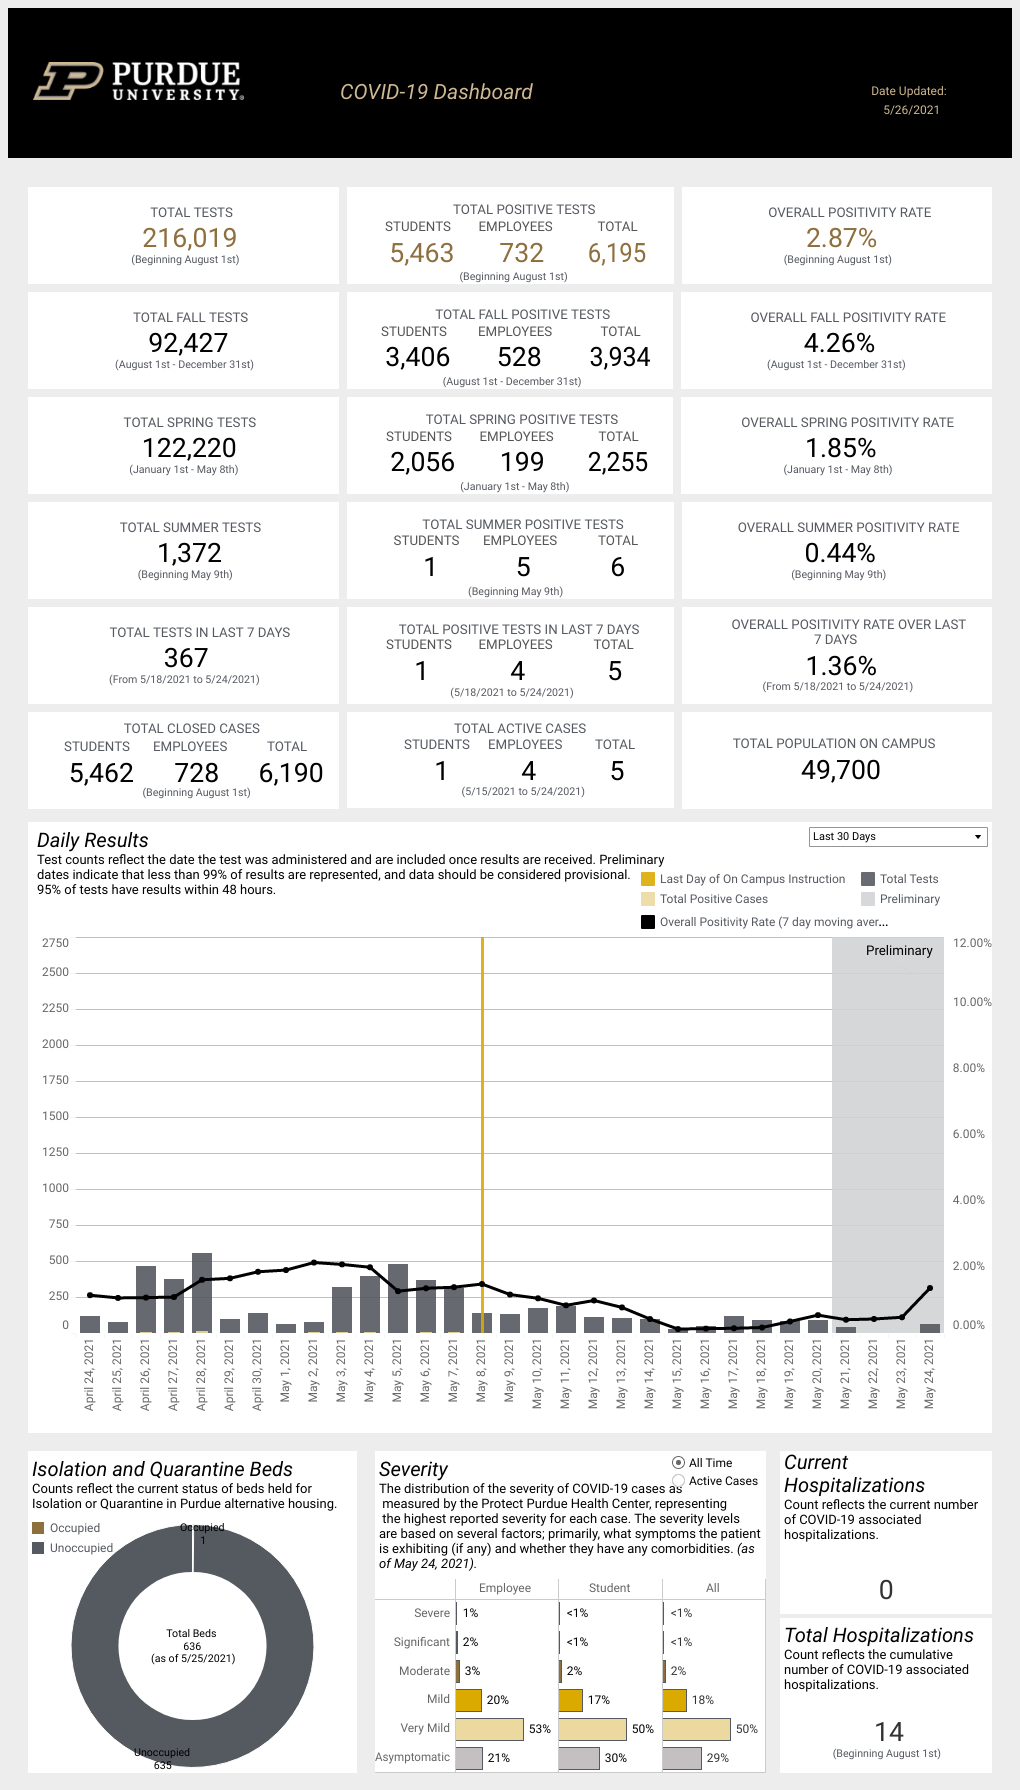 PURDUE
UNIVERSITY®
COVID-19 Dashboard
Date Updated:
5/26/2021
TOTAL TESTS
216,019
(Beginning August 1st)
TOTAL POSITIVE TESTS
STUDENTS EMPLOYEES TOTAL
5,463 732 6,195
(Beginning August 1st)
OVERALL POSITIVITY RATE
2.87%
(Beginning August 1st)
TOTAL FALL TESTS
92,427
(August 1st - December 31st)
TOTAL FALL POSITIVE TESTS
STUDENTS EMPLOYEES TOTAL
3,406 528 3,934
(August 1st - December 31st)
OVERALL FALL POSITIVITY RATE
4.26%
(August 1st - December 31st)
TOTAL SPRING TESTS
122,220
(January 1st - May 8th)
TOTAL SPRING POSITIVE TESTS
STUDENTS EMPLOYEES TOTAL
2,056 199 2,255
(January 1st - May 8th)
OVERALL SPRING POSITIVITY RATE
1.85%
(January 1st - May 8th)
TOTAL SUMMER TESTS
1,372
(Beginning May 9th)
TOTAL SUMMER POSITIVE TESTS
STUDENTS EMPLOYEES TOTAL
1 5 6
(Beginning May 9th)
OVERALL SUMMER POSITIVITY RATE
0.44%
(Beginning May 9th)
TOTAL TESTS IN LAST 7 DAYS
367
(From 5/18/2021 to 5/24/2021)
TOTAL POSITIVE TESTS IN LAST 7 DAYS
STUDENTS EMPLOYEES TOTAL
1 4 5
(5/18/2021 to 5/24/2021)
OVERALL POSITIVITY RATE OVER LAST
7 DAYS
1.36%
(From 5/18/2021 to 5/24/2021)
TOTAL CLOSED CASES
STUDENTS EMPLOYEES TOTAL
5,462 728 6,190
(Beginning August 1st)
TOTAL ACTIVE CASES
STUDENTS EMPLOYEES TOTAL
1 4 5
(5/15/2021 to 5/24/2021)
TOTAL POPULATION ON CAMPUS
49,700
Daily Results
Last 30 Days
Test counts reflect the date the test was administered and are included once results are received. Preliminary
dates indicate that less than 99% of results are represented, and data should be considered provisional.
95% of tests have results within 48 hours.
Last Day of On Campus Instruction Total Tests
Total Positive Cases Preliminary
Overall Positivity Rate (7 day moving aver...
2750
2500
2250
2000
1750
1500
1250
1000
750
500
250
0
Preliminary
12.00%
10.00%
8.00%
6.00%
4.00%
2.00%
0.00%
April 24, 2021
April 25, 2021
April 26, 2021
April 27, 2021
April 28, 2021
April 29, 2021
April 30, 2021
May 1, 2021
May 2, 2021
May 3, 2021
May 4, 2021
May 5, 2021
May 6, 2021
May 7, 2021
May 8, 2021
May 9, 2021
May 10, 2021
May 11, 2021
May 12, 2021
May 13, 2021
May 14, 2021
May 15, 2021
May 16, 2021
May 17, 2021
May 18, 2021
May 19, 2021
May 20, 2021
May 21, 2021
May 22, 2021
May 23, 2021
May 24, 2021
Isolation and Quarantine Beds
Counts reflect the current status of beds held for
Isolation or Quarantine in Purdue alternative housing.
Occupied
Unoccupied
Occupied
1
Total Beds
636
(as of 5/25/2021)
Unoccupied
635
Severity
All Time
Active Cases
The distribution of the severity of COVID-19 cases as
measured by the Protect Purdue Health Center, representing
the highest reported severity for each case. The severity levels
are based on several factors; primarily, what symptoms the patient
is exhibiting (if any) and whether they have any comorbidities. (as
of May 24, 2021).
Employee Student All
Severe 1% <1% <1%
Significant 2% <1% <1%
Moderate 3% 2% 2%
Mild 20% 17% 18%
Very Mild 53% 50% 50%
Asymptomatic 21% 30% 29%
Current
Hospitalizations
Count reflects the current number
of COVID-19 associated
hospitalizations.
0
Total Hospitalizations
Count reflects the cumulative
number of COVID-19 associated
hospitalizations.
14
(Beginning August 1st)